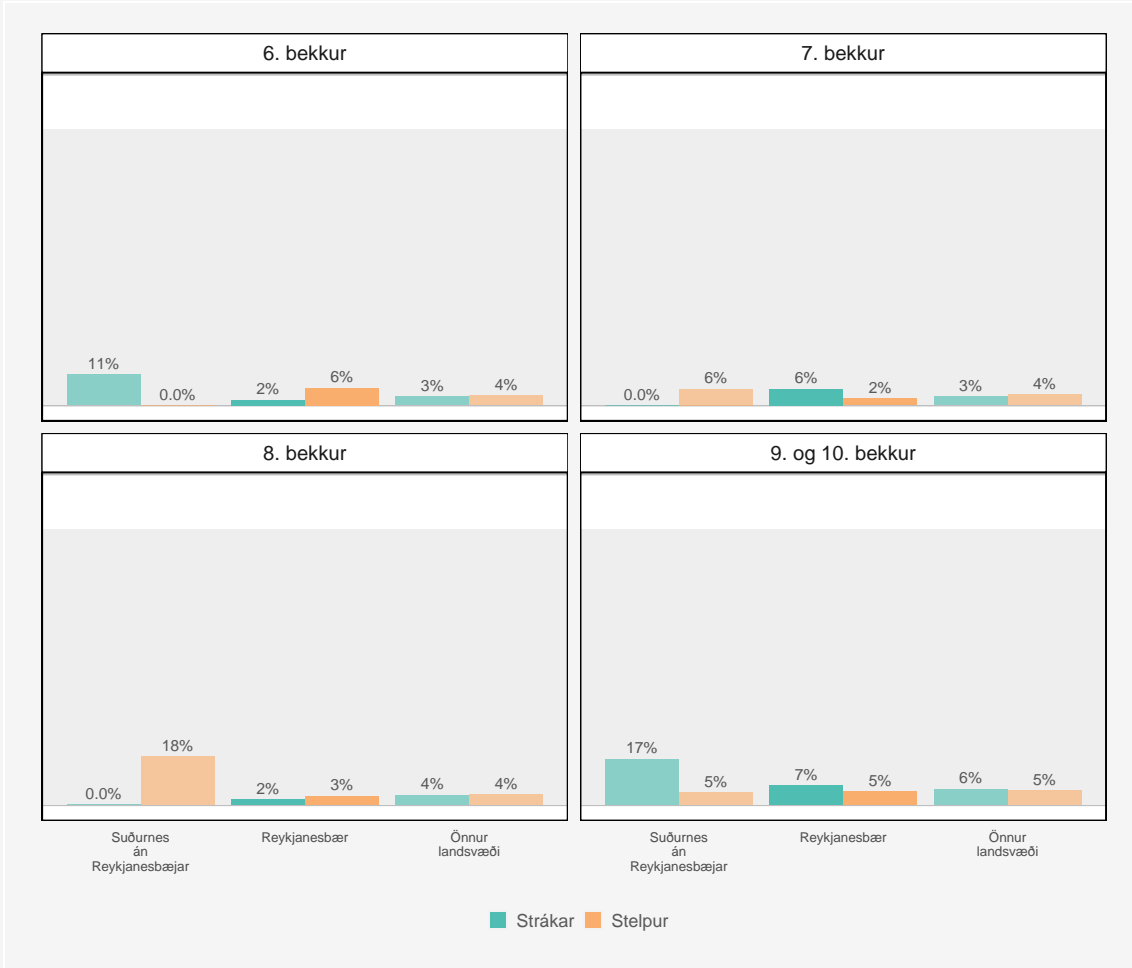 6. bekkur
11%
0.0%
2%
6%
3%
4%
7. bekkur
0.0%
6%
6%
2%
3%
4%
8. bekkur
0.0%
18%
2%
3%
4%
4%
9. og 10. bekkur
17%
5%
7%
5%
6%
5%
Suðurnes
án
Reykjanesbæjar
Reykjanesbær
Önnur
landsvæði
Suðurnes
án
Reykjanesbæjar
Reykjanesbær
Önnur
landsvæði
Strákar
Stelpur